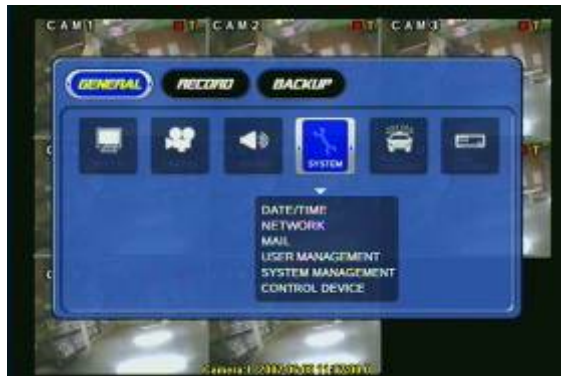 CAM1 T CAM2 T CAM3 T
GENERAL RECORD BACKUP
SYSTEM
DATE/TIME
NETWORK
MAIL
USER MANAGEMENT
SYSTEM MANAGEMENT
CONTROL DEVICE